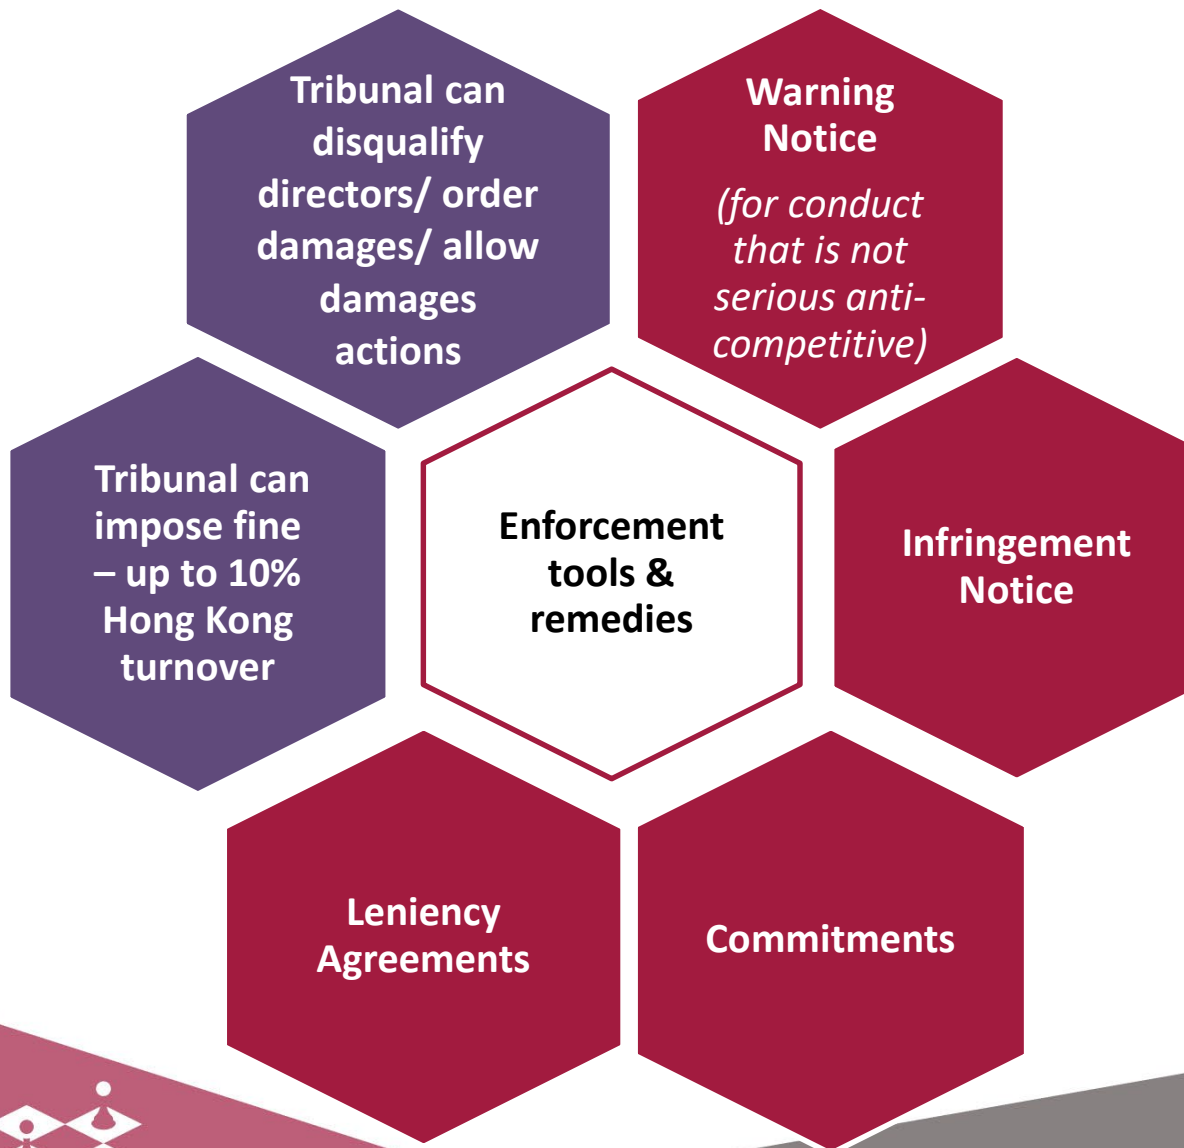 Tribunal can
disqualify
directors/ order
damages/ allow
damages
actions
Warning
Notice
(for conduct
that is not
serious anti-
competitive)
Tribunal can
impose fine
– up to 10%
Hong Kong
turnover
Enforcement
tools &
remedies
Infringement
Notice
Leniency
Agreements
Commitments